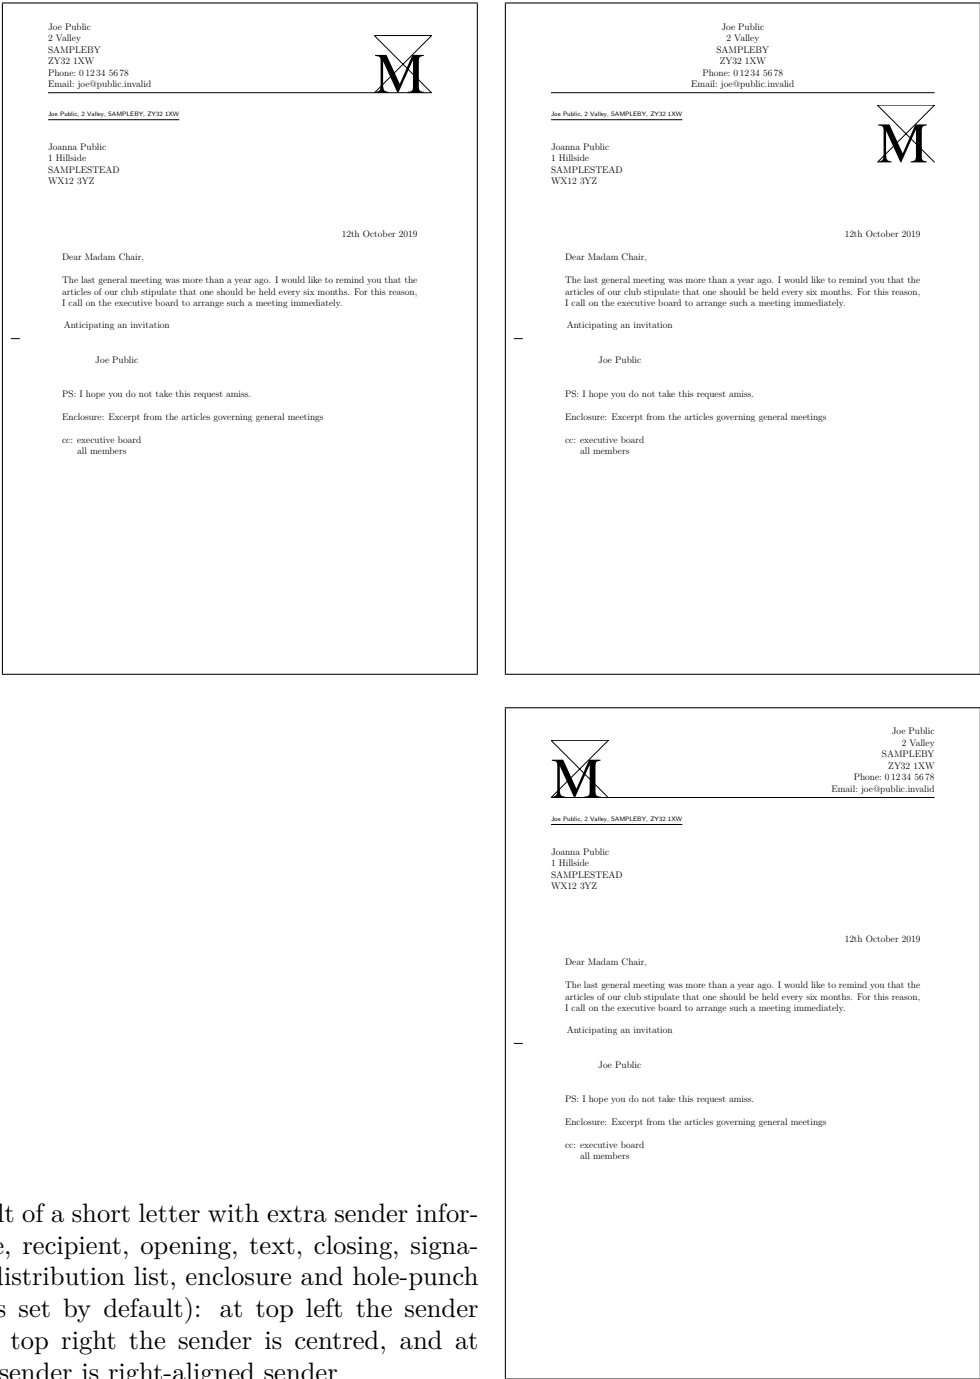 Joe Public
2 Valley
SAMPLEBY
ZY32 1XW
Phone: 0 12 34 56 78
Email: joe@public.invalid
M
Joe Public, 2 Valley, SAMPLEBY, ZY32 1XW
Joanna Public
1 Hillside
SAMPLESTEAD
WX12 3YZ
12th October 2019
Dear Madam Chair,
The last general meeting was more than a year ago. I would like to remind you that the
articles of our club stipulate that one should be held every six months. For this reason,
I call on the executive board to arrange such a meeting immediately.
Anticipating an invitation
Joe Public
PS: I hope you do not take this request amiss.
Enclosure: Excerpt from the articles governing general meetings
cc: executive board
all members
Joe Public
2 Valley
SAMPLEBY
ZY32 1XW
Phone: 0 12 34 56 78
Email: joe@public.invalid
Joe Public, 2 Valley, SAMPLEBY, ZY32 1XW
M
Joanna Public
1 Hillside
SAMPLESTEAD
WX12 3YZ
12th October 2019
Dear Madam Chair,
The last general meeting was more than a year ago. I would like to remind you that the
articles of our club stipulate that one should be held every six months. For this reason,
I call on the executive board to arrange such a meeting immediately.
Anticipating an invitation
Joe Public
PS: I hope you do not take this request amiss.
Enclosure: Excerpt from the articles governing general meetings
cc: executive board
all members
Joe Public
2 Valley
SAMPLEBY
ZY32 1XW
Phone: 0 12 34 56 78
Email: joe@public.invalid
M
Joe Public, 2 Valley, SAMPLEBY, ZY32 1XW
Joanna Public
1 Hillside
SAMPLESTEAD
WX12 3YZ
12th October 2019
Dear Madam Chair,
The last general meeting was more than a year ago. I would like to remind you that the
articles of our club stipulate that one should be held every six months. For this reason,
I call on the executive board to arrange such a meeting immediately.
Anticipating an invitation
Joe Public
PS: I hope you do not take this request amiss.
Enclosure: Excerpt from the articles governing general meetings
cc: executive board
all members
lt of a short letter with extra sender infor-
e, recipient, opening, text, closing, signa-
distribution list, enclosure and hole-punch
s set by default): at top left the sender
top right the sender is centred, and at
sender is right-aligned sender